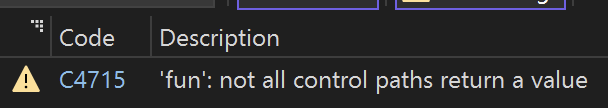 Code Description
C4715 'fun': not all control paths return a value